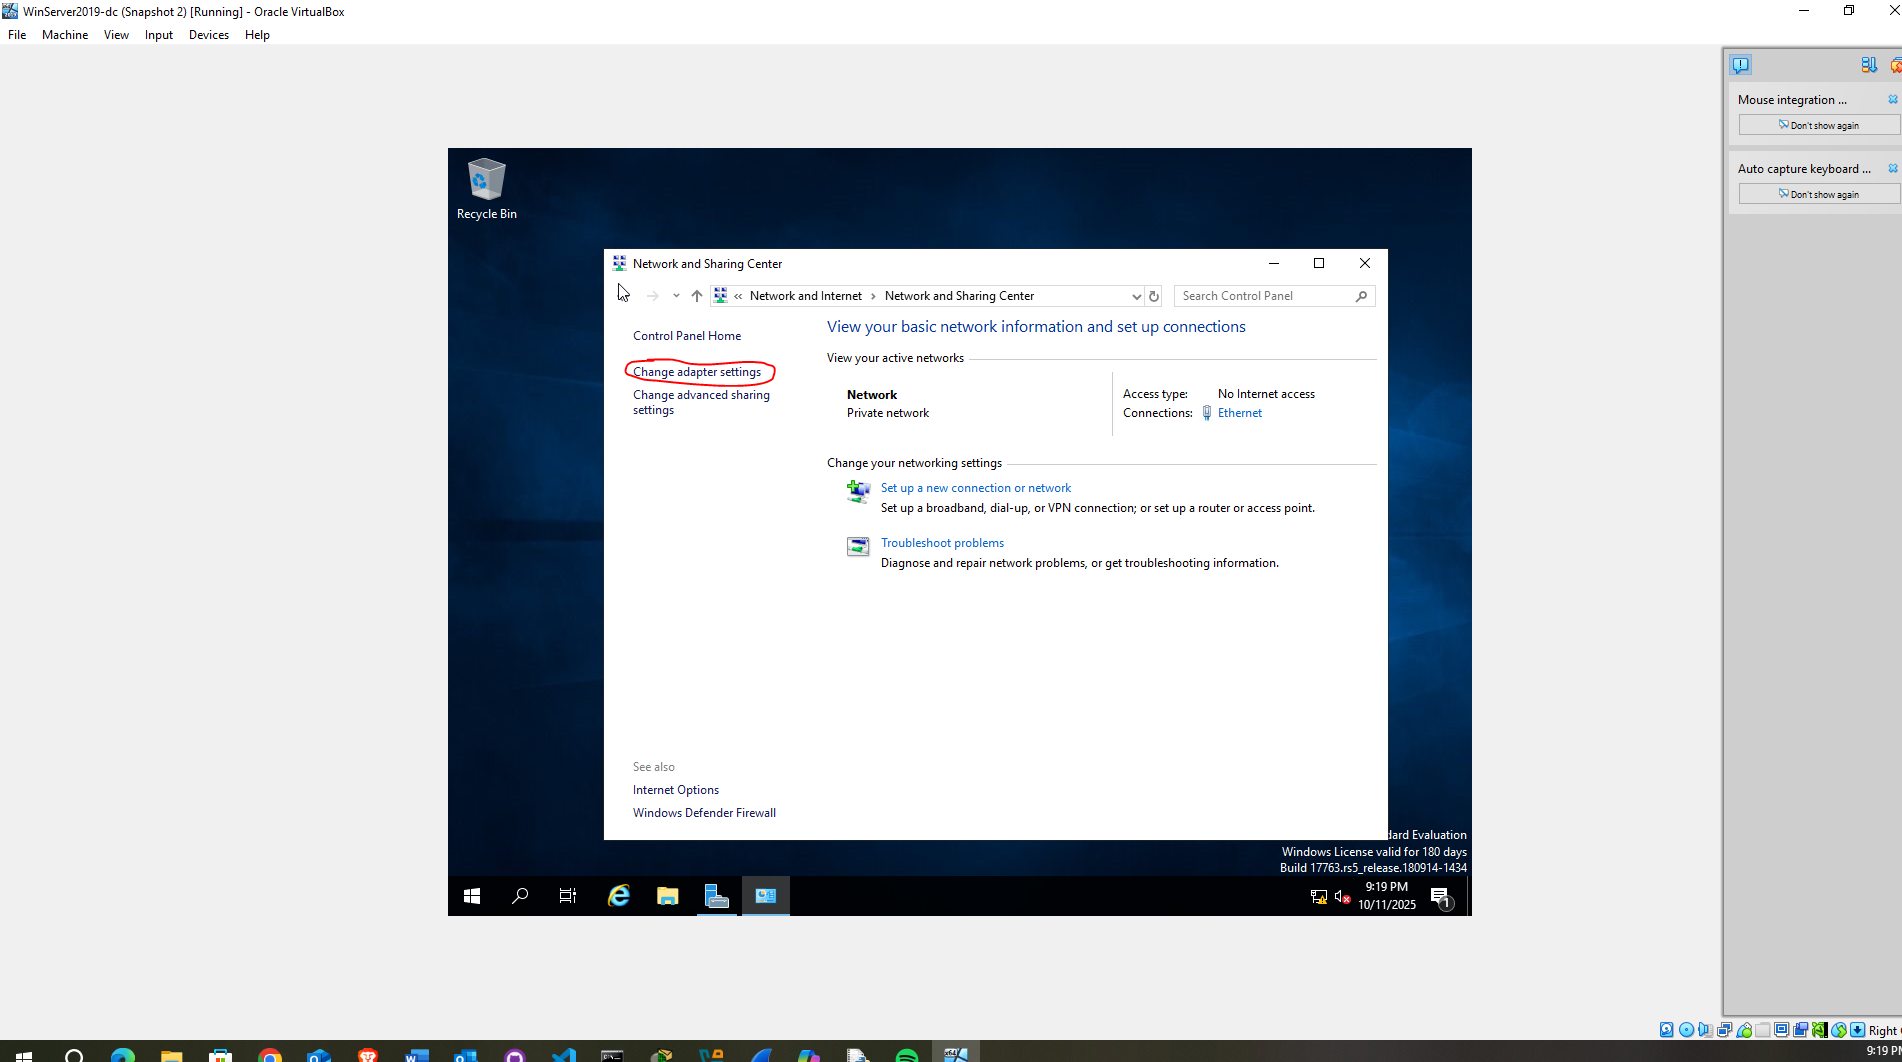 WinServer2019-dc (Snapshot 2) [Running] - Oracle VirtualBox
File Machine View Input Devices Help
Mouse integration ...
Don't show again
Auto capture keyboard ...
Don't show again
Recycle Bin
Network and Sharing Center
« Network and Internet > Network and Sharing Center
Search Control Panel
Control Panel Home
Change adapter settings
Change advanced sharing
settings
View your basic network information and set up connections
View your active networks
Network
Private network
Access type: No Internet access
Connections: Ethernet
Change your networking settings
Set up a new connection or network
Set up a broadband, dial-up, or VPN connection; or set up a router or access point.
Troubleshoot problems
Diagnose and repair network problems, or get troubleshooting information.
See also
Internet Options
Windows Defender Firewall
dard Evaluation
Windows License valid for 180 days
Build 17763.rs5_release.180914-1434
9:19 PM
10/11/2025
1
Right
9:19 PM